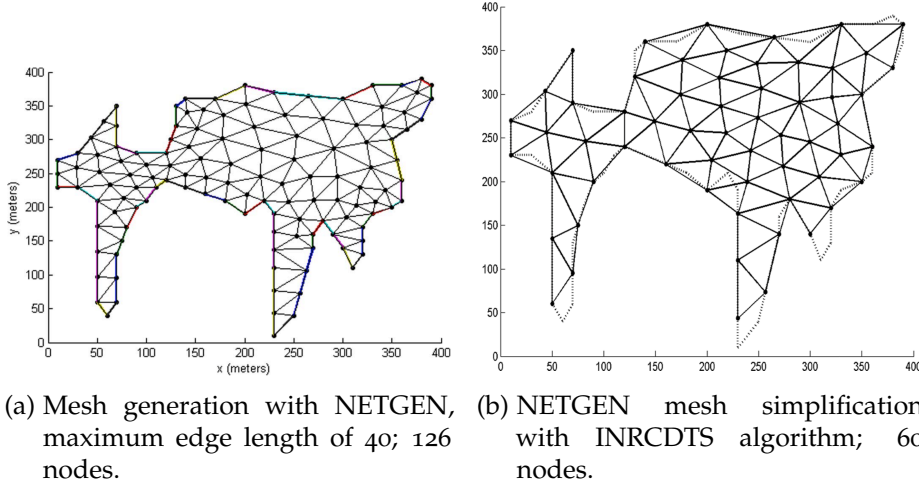 400
350
300
250
200
150
100
50
0
y (meters)
0 50 100 150 200 250 300 350 400
x (meters)
400
350
300
250
200
150
100
50
0
0 50 100 150 200 250 300 350 400
(a) Mesh generation with NETGEN,
maximum edge length of 40; 126
nodes.
(b) NETGEN mesh simplification
with INRCDTS algorithm; 60
nodes.